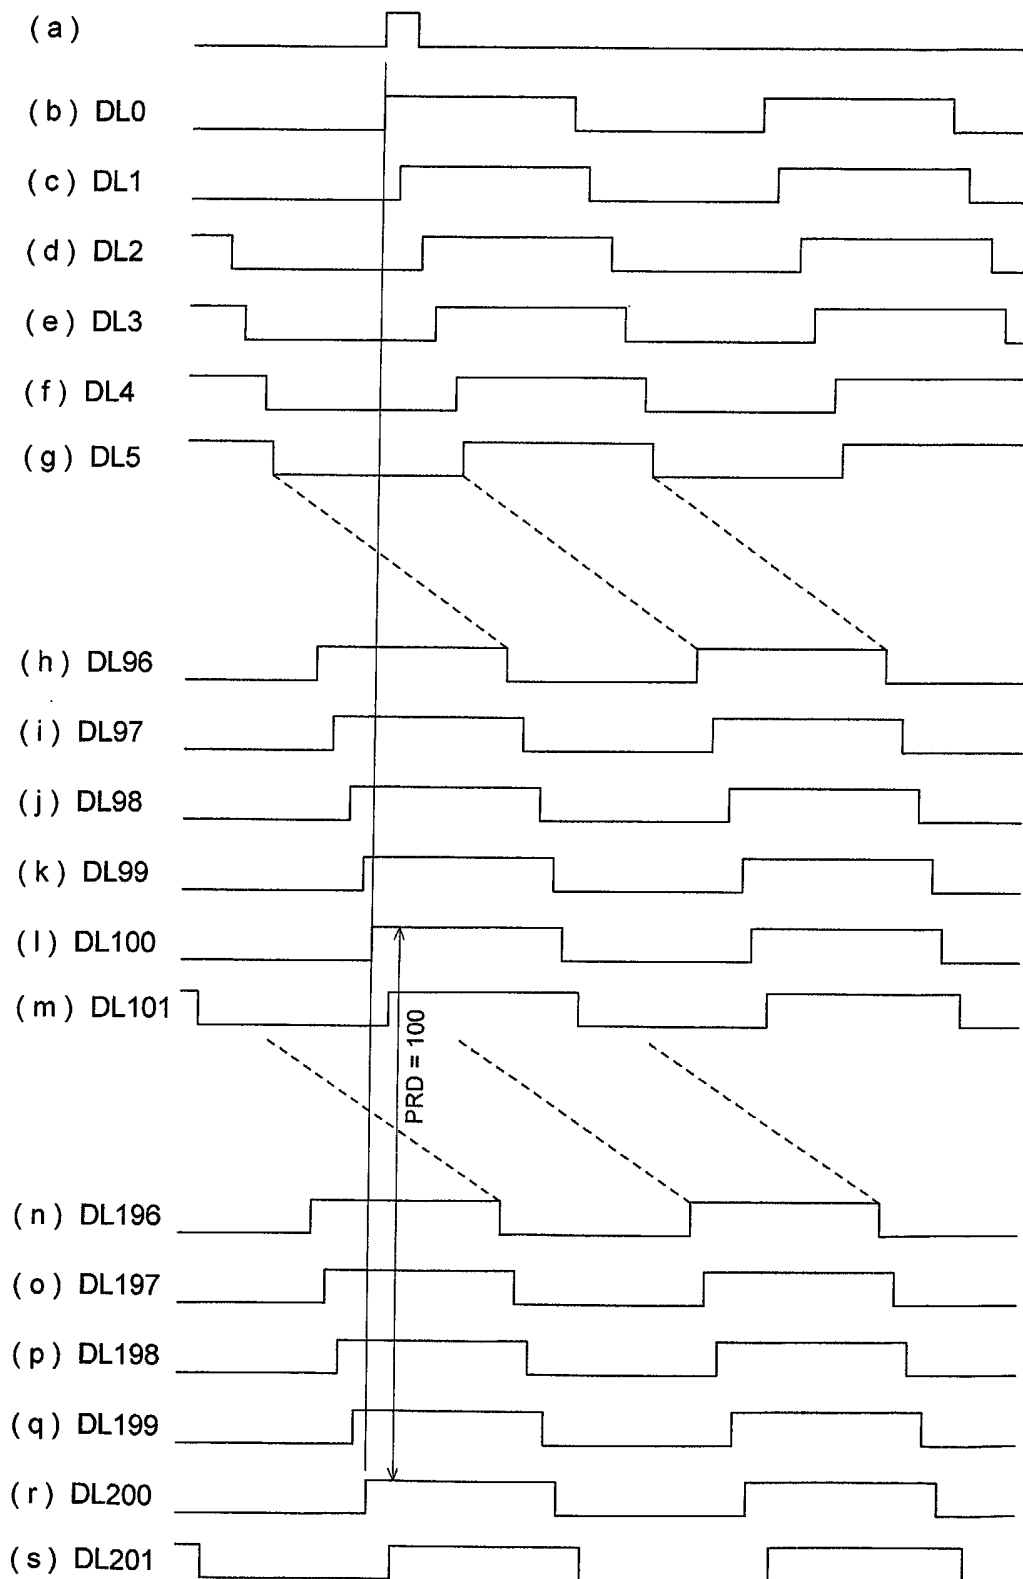 (a)
(b) DL0
(c) DL1
(d) DL2
(e) DL3
(f) DL4
(g) DL5
(h) DL96
(i) DL97
(j) DL98
(k) DL99
(l) DL100
(m) DL101
PRD = 100
(n) DL196
(o) DL197
(p) DL198
(q) DL199
(r) DL200
(s) DL201